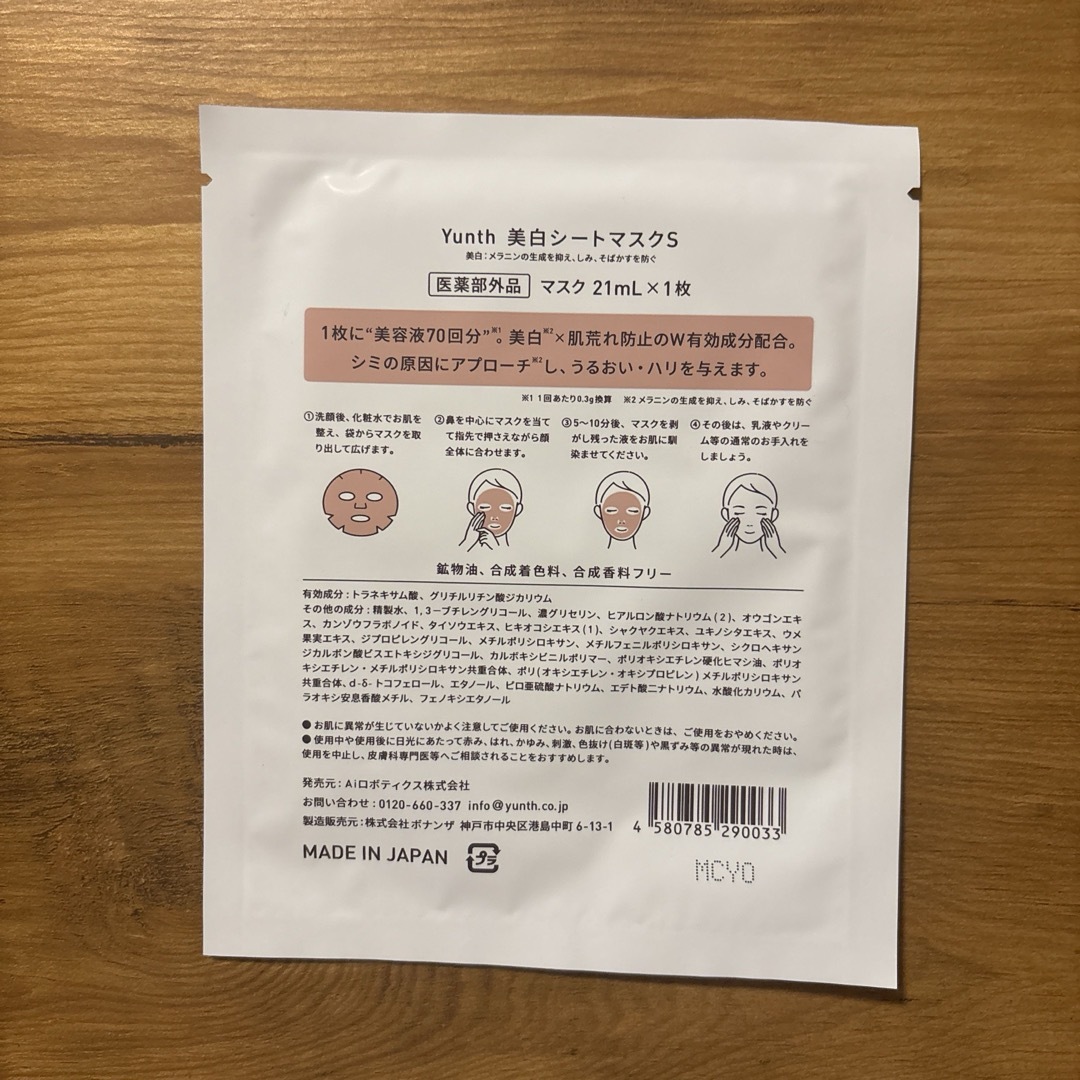 Yunth 美白シートマスクS
美白：メラニンの生成を抑え、しみ、そばかすを防ぐ
医薬部外品 マスク 21mL×1枚
1枚に“美容液70回分”※1。美白※2×肌荒れ防止のW有効成分配合。
シミの原因にアプローチ※2し、うるおい・ハリを与えます。
※1 1回あたり0.3g換算 ※2 メラニンの生成を抑え、しみ、そばかすを防ぐ
①洗顔後、化粧水でお肌を
整え、袋からマスクを取
り出して広げます。
②鼻を中心にマスクを当て
て指先で押さえながら顔
全体に合わせます。
③5〜10分後、マスクを剥
がし残った液をお肌に馴
染ませてください。
④その後は、乳液やクリー
ム等の通常のお手入れを
しましょう。
鉱物油、合成着色料、合成香料フリー
有効成分：トラネキサム酸、グリチルリチン酸ジカリウム
その他の成分：精製水、1，3－ブチレングリコール、濃グリセリン、ヒアルロン酸ナトリウム(2)、オウゴンエキ
ス、カンゾウフラボノイド、タイソウエキス、ヒキオコシエキス(1)、シャクヤクエキス、ユキノシタエキス、ウメ
果実エキス、ジプロピレングリコール、メチルポリシロキサン、メチルフェニルポリシロキサン、シクロヘキサン
ジカルボン酸ビスエトキシジグリコール、カルボキシビニルポリマー、ポリオキシエチレン硬化ヒマシ油、ポリオ
キシエチレン・メチルポリシロキサン共重合体、ポリ(オキシエチレン・オキシプロピレン)メチルポリシロキサン
共重合体、d-δ-トコフェロール、エタノール、ピロ亜硫酸ナトリウム、エデト酸二ナトリウム、水酸化カリウム、パ
ラオキシ安息香酸メチル、フェノキシエタノール
●お肌に異常が生じていないかよく注意してご使用ください。お肌に合わないときは、ご使用をおやめください。
●使用中や使用後に日光にあたって赤み、はれ、かゆみ、刺激、色抜け(白斑等)や黒ずみ等の異常が現れた時は、
使用を中止し、皮膚科専門医等へご相談されることをおすすめします。
発売元：Aiロボティクス株式会社
お問い合わせ：0120-660-337 info@yunth.co.jp
製造販売元：株式会社ボナンザ 神戸市中央区港島中町6-13-1
MADE IN JAPAN プラ
4 580785 290033
MCYO